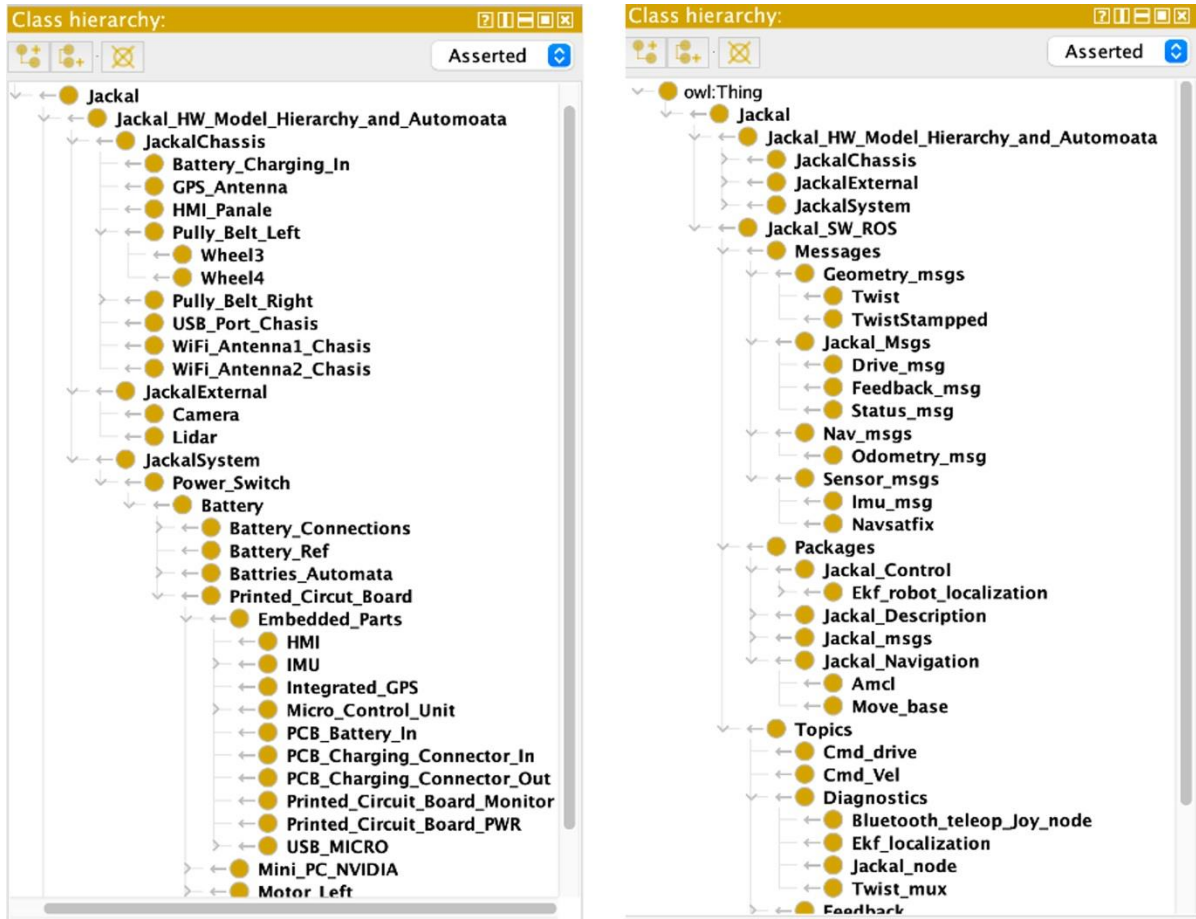 Class hierarchy:
Asserted
Jackal
Jackal_HW_Model_Hierarchy_and_Automoata
JackalChassis
Battery_Charging_In
GPS_Antenna
HMI_Panale
Pully_Belt_Left
Wheel3
Wheel4
Pully_Belt_Right
USB_Port_Chasis
WiFi_Antenna1_Chasis
WiFi_Antenna2_Chasis
JackalExternal
Camera
Lidar
JackalSystem
Power_Switch
Battery
Battery_Connections
Battery_Ref
Battries_Automata
Printed_Circut_Board
Embedded_Parts
HMI
IMU
Integrated_GPS
Micro_Control_Unit
PCB_Battery_In
PCB_Charging_Connector_In
PCB_Charging_Connector_Out
Printed_Circuit_Board_Monitor
Printed_Circuit_Board_PWR
USB_MICRO
Mini_PC_NVIDIA
Motor_Left
Class hierarchy:
Asserted
owl:Thing
Jackal
Jackal_HW_Model_Hierarchy_and_Automoata
JackalChassis
JackalExternal
JackalSystem
Jackal_SW_ROS
Messages
Geometry_msgs
Twist
TwistStampped
Jackal_Msgs
Drive_msg
Feedback_msg
Status_msg
Nav_msgs
Odometry_msg
Sensor_msgs
Imu_msg
Navsatfix
Packages
Jackal_Control
Ekf_robot_localization
Jackal_Description
Jackal_msgs
Jackal_Navigation
Amcl
Move_base
Topics
Cmd_drive
Cmd_Vel
Diagnostics
Bluetooth_teleop_Joy_node
Ekf_localization
Jackal_node
Twist_mux
Feedback